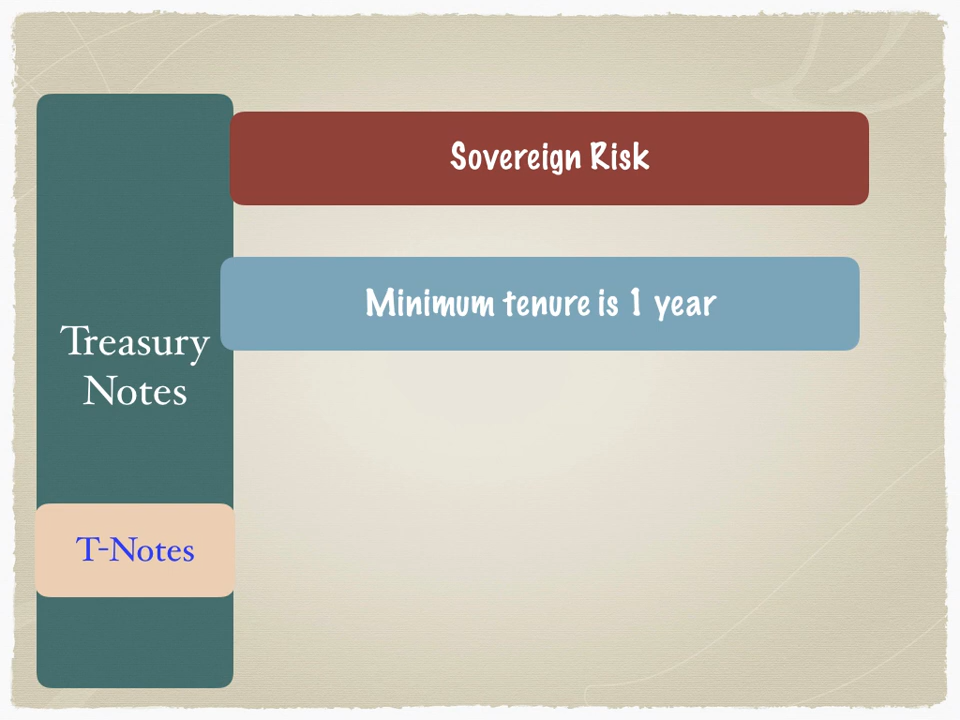 Sovereign Risk
Minimum tenure is 1 year
Treasury
Notes
T-Notes